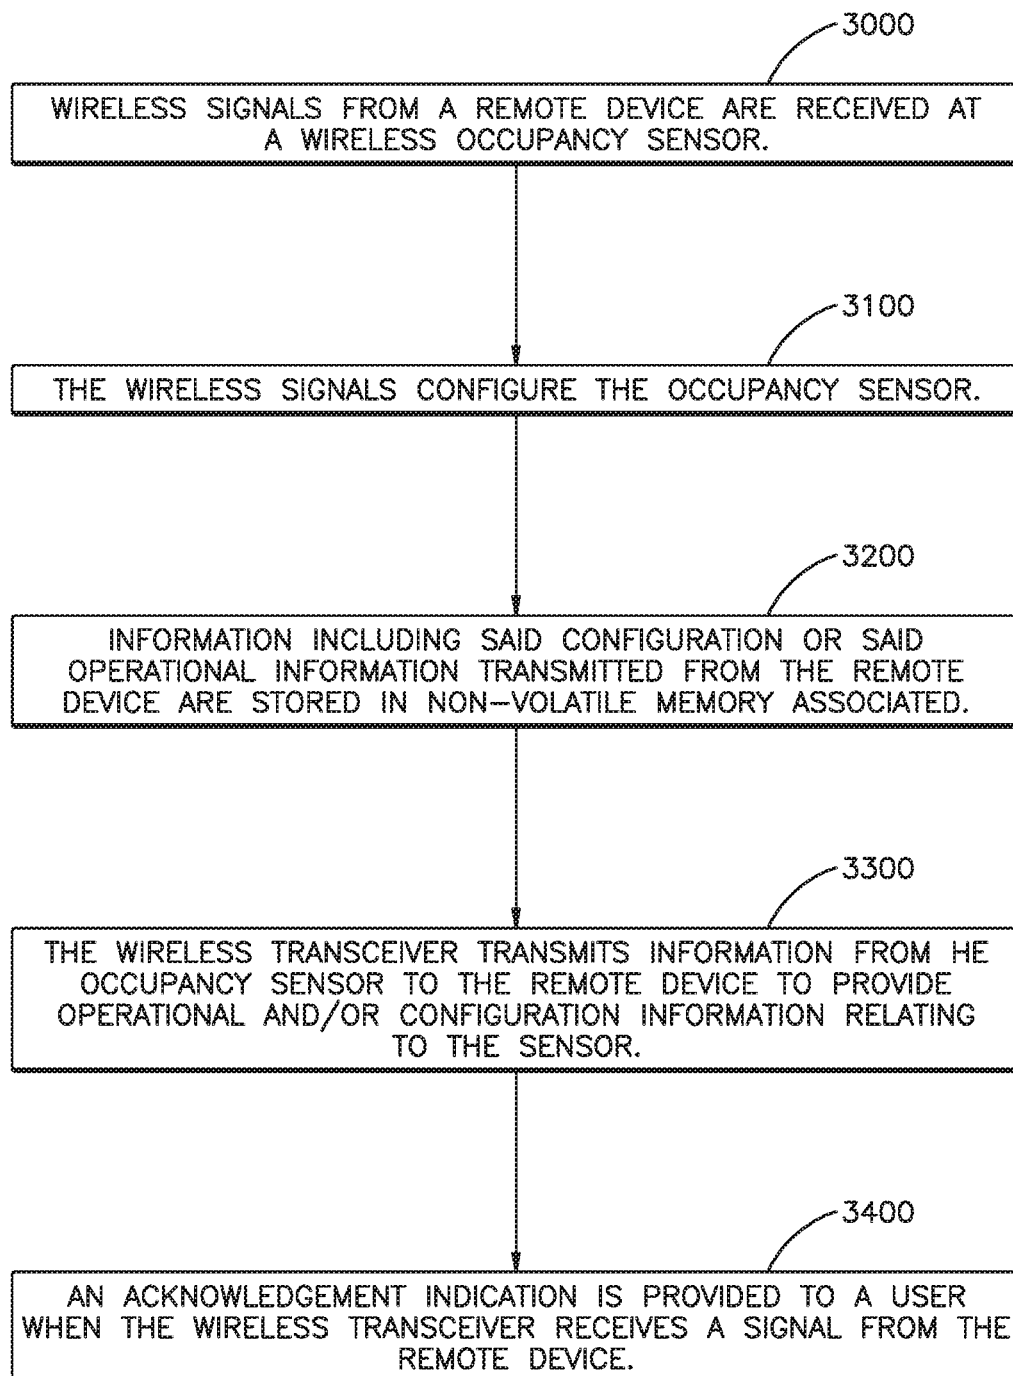 3000
WIRELESS SIGNALS FROM A REMOTE DEVICE ARE RECEIVED AT
A WIRELESS OCCUPANCY SENSOR.
3100
THE WIRELESS SIGNALS CONFIGURE THE OCCUPANCY SENSOR.
3200
INFORMATION INCLUDING SAID CONFIGURATION OR SAID
OPERATIONAL INFORMATION TRANSMITTED FROM THE REMOTE
DEVICE ARE STORED IN NON-VOLATILE MEMORY ASSOCIATED.
3300
THE WIRELESS TRANSCEIVER TRANSMITS INFORMATION FROM HE
OCCUPANCY SENSOR TO THE REMOTE DEVICE TO PROVIDE
OPERATIONAL AND/OR CONFIGURATION INFORMATION RELATING
TO THE SENSOR.
3400
AN ACKNOWLEDGEMENT INDICATION IS PROVIDED TO A USER
WHEN THE WIRELESS TRANSCEIVER RECEIVES A SIGNAL FROM THE
REMOTE DEVICE.